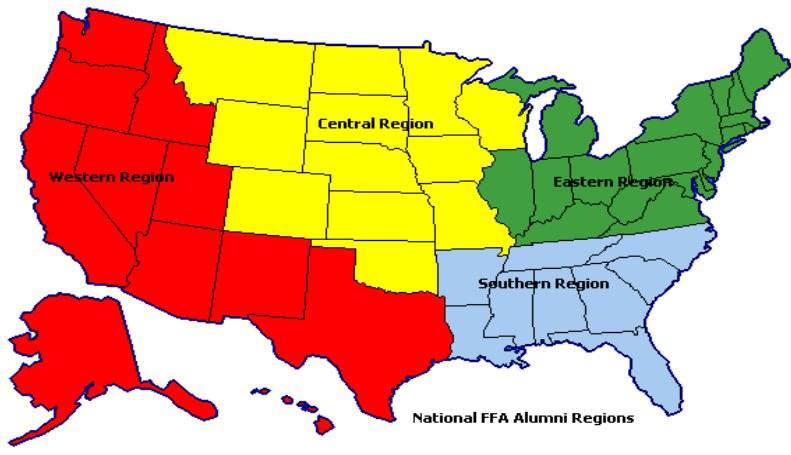 Central Region
Western Region
Eastern Region
Southern Region
National FFA Alumni Regions